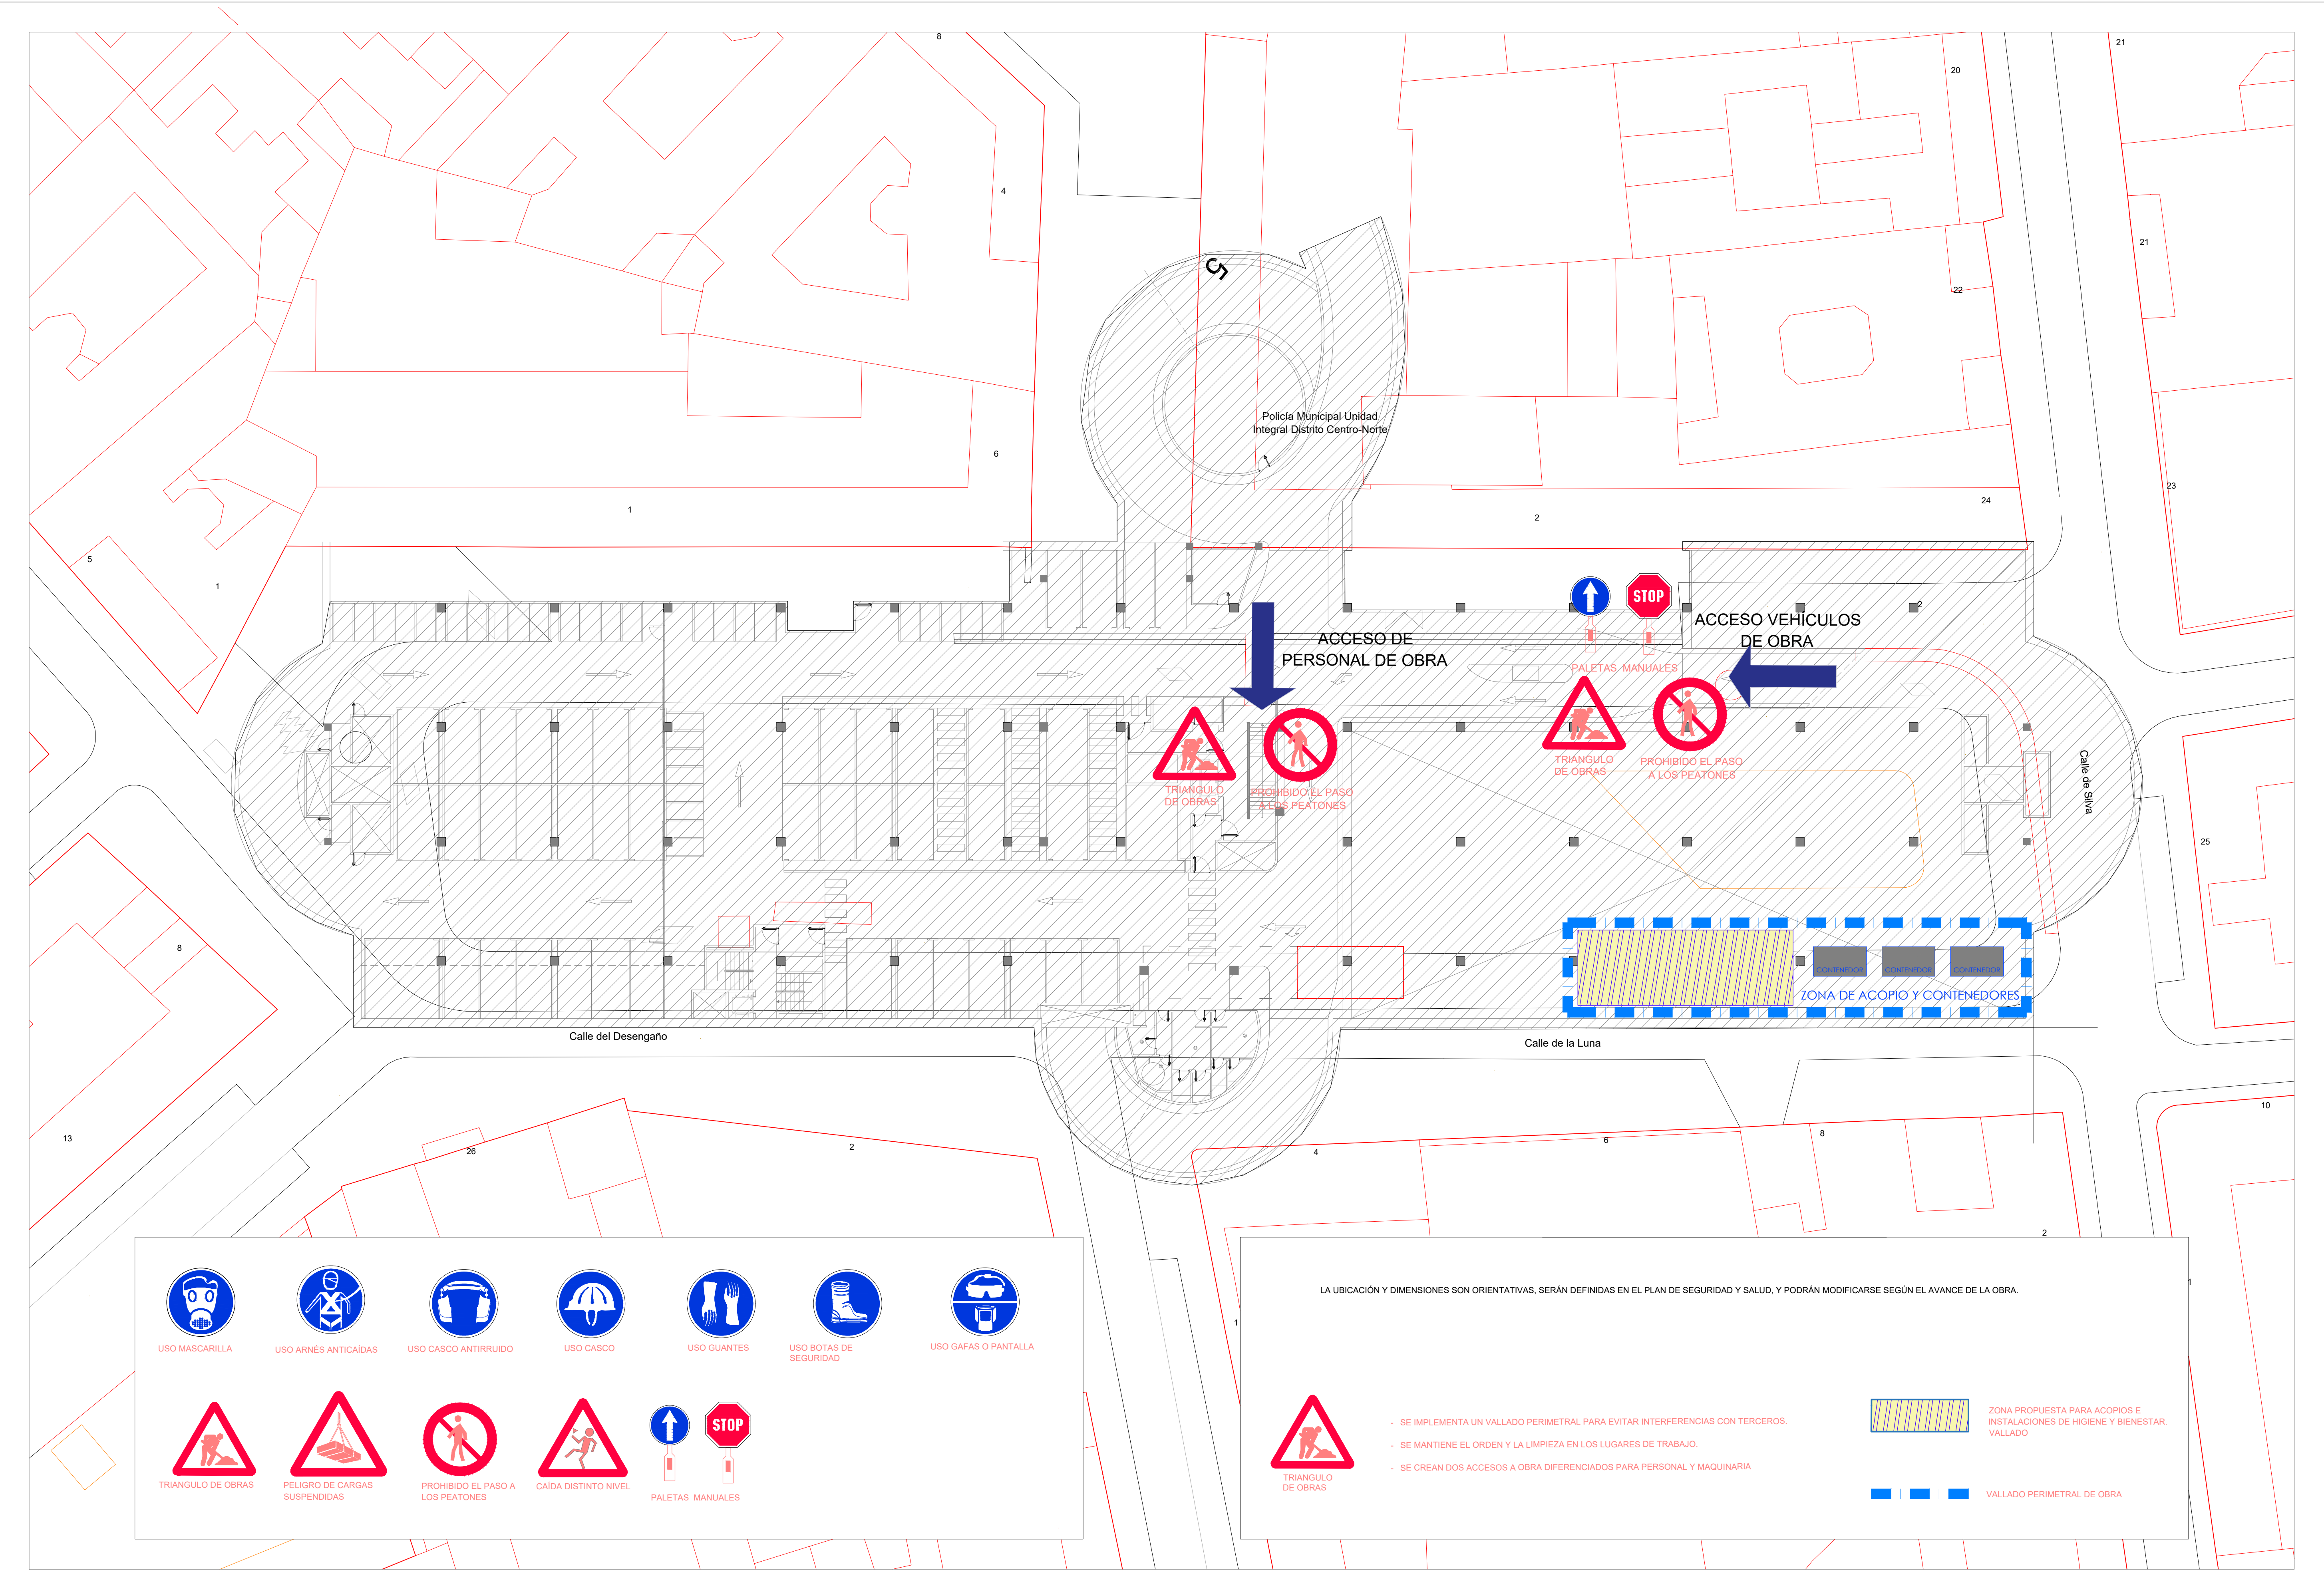 8
21
20
4
21
22
C5
Policía Municipal Unidad
Integral Distrito Centro-Norte
6
23
24
1
2
5
1
STOP
2
ACCESO VEHÍCULOS
DE OBRA
ACCESO DE
PERSONAL DE OBRA
PALETAS MANUALES
TRIANGULO
DE OBRAS
PROHIBIDO EL PASO
A LOS PEATONES
TRIANGULO
DE OBRAS
PROHIBIDO EL PASO
A LOS PEATONES
Calle de Silva
25
8
CONTENEDOR
CONTENEDOR
CONTENEDOR
ZONA DE ACOPIO Y CONTENEDORES
Calle del Desengaño
Calle de la Luna
10
13
26
2
4
6
8
2
1
1
USO MASCARILLA
USO ARNÉS ANTICAÍDAS
USO CASCO ANTIRRUIDO
USO CASCO
USO GUANTES
USO BOTAS DE
SEGURIDAD
USO GAFAS O PANTALLA
STOP
TRIANGULO DE OBRAS
PELIGRO DE CARGAS
SUSPENDIDAS
PROHIBIDO EL PASO A
LOS PEATONES
CAÍDA DISTINTO NIVEL
PALETAS MANUALES
LA UBICACIÓN Y DIMENSIONES SON ORIENTATIVAS, SERÁN DEFINIDAS EN EL PLAN DE SEGURIDAD Y SALUD, Y PODRÁN MODIFICARSE SEGÚN EL AVANCE DE LA OBRA.
TRIANGULO
DE OBRAS
- SE IMPLEMENTA UN VALLADO PERIMETRAL PARA EVITAR INTERFERENCIAS CON TERCEROS.
- SE MANTIENE EL ORDEN Y LA LIMPIEZA EN LOS LUGARES DE TRABAJO.
- SE CREAN DOS ACCESOS A OBRA DIFERENCIADOS PARA PERSONAL Y MAQUINARIA
ZONA PROPUESTA PARA ACOPIOS E
INSTALACIONES DE HIGIENE Y BIENESTAR.
VALLADO
VALLADO PERIMETRAL DE OBRA